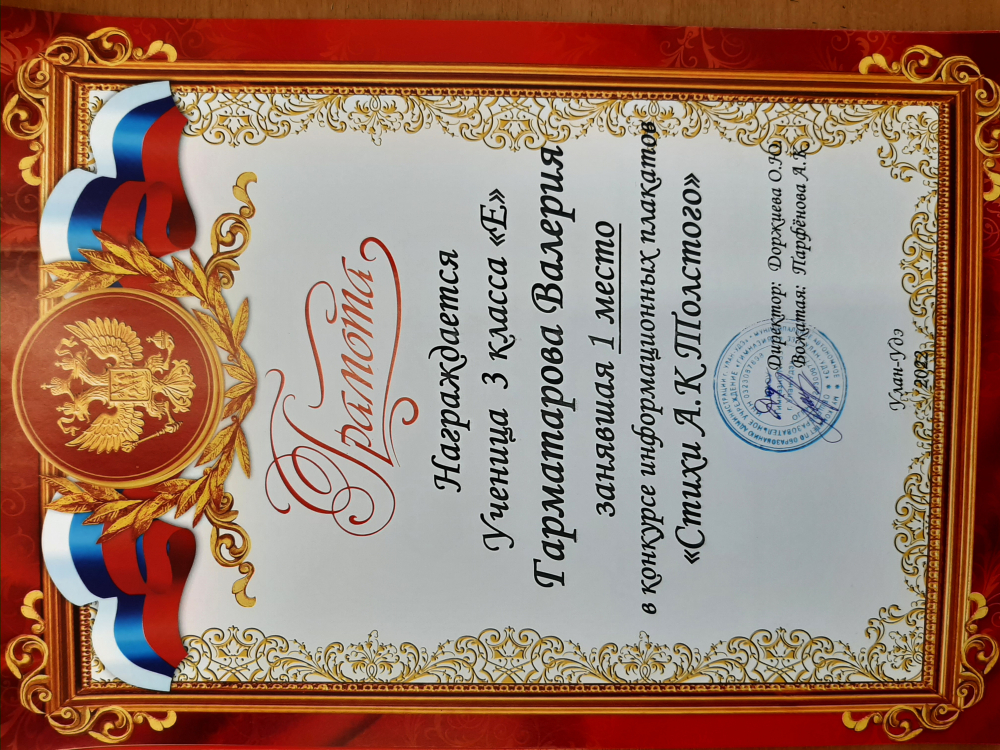 Грамота
Награждается
Ученица 3 класса «Е»
Гарматарова Валерия
занявшая 1 место
в конкурсе информационных плакатов
«Стихи А.К Толстого»
Директор: Доржиева О.Ю
Вожатая: Парфёнова А.К
Улан-Удэ